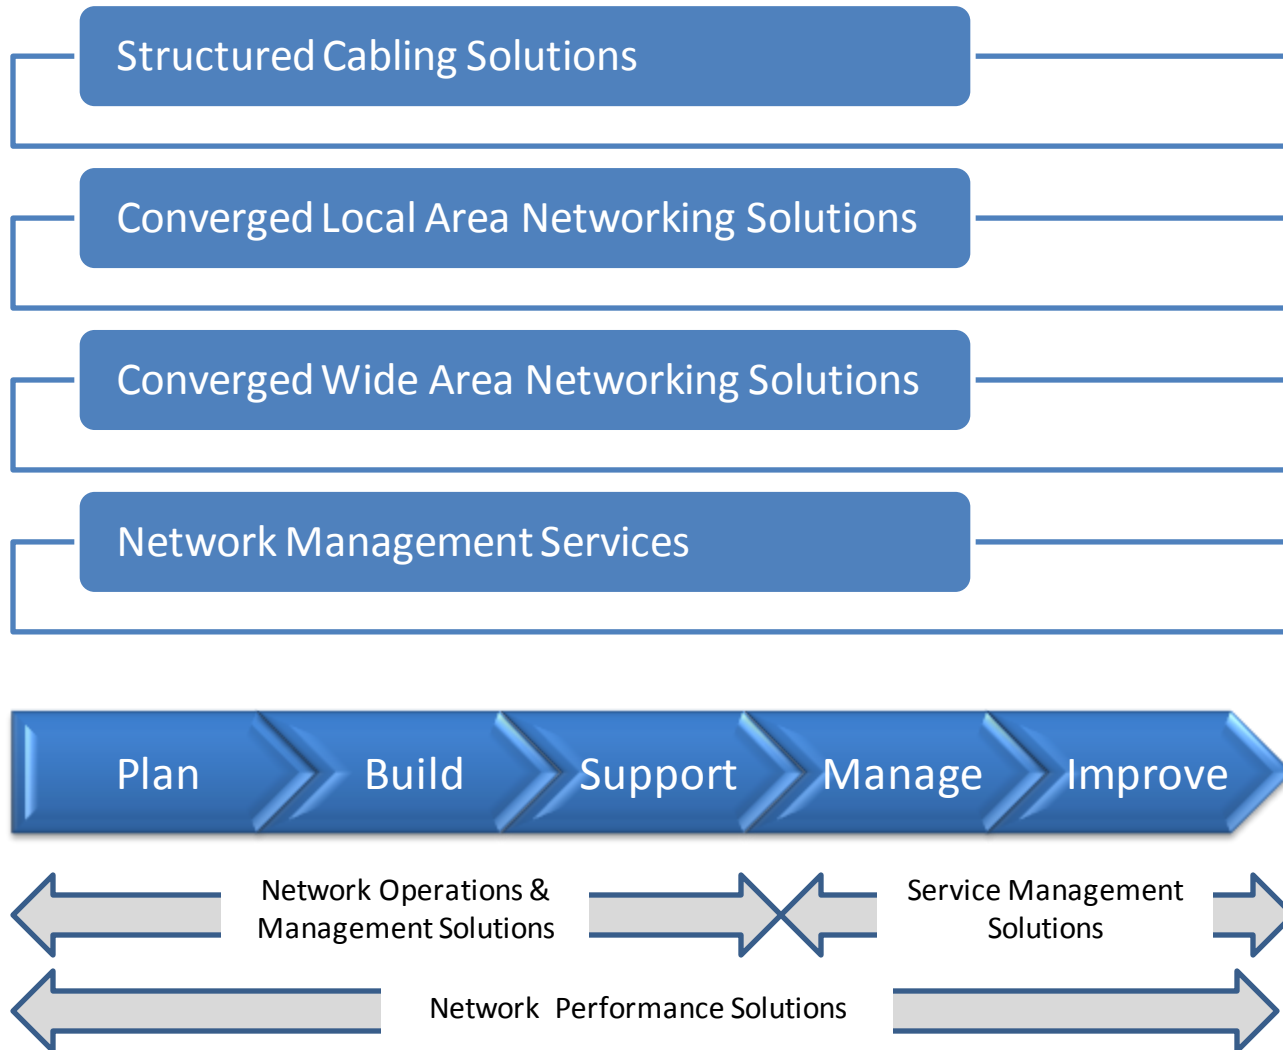 Structured Cabling Solutions
Converged Local Area Networking Solutions
Converged Wide Area Networking Solutions
Network Management Services
Plan
Build
Support
Manage
Improve
Network Operations &
Management Solutions
Service Management
Solutions
Network Performance Solutions